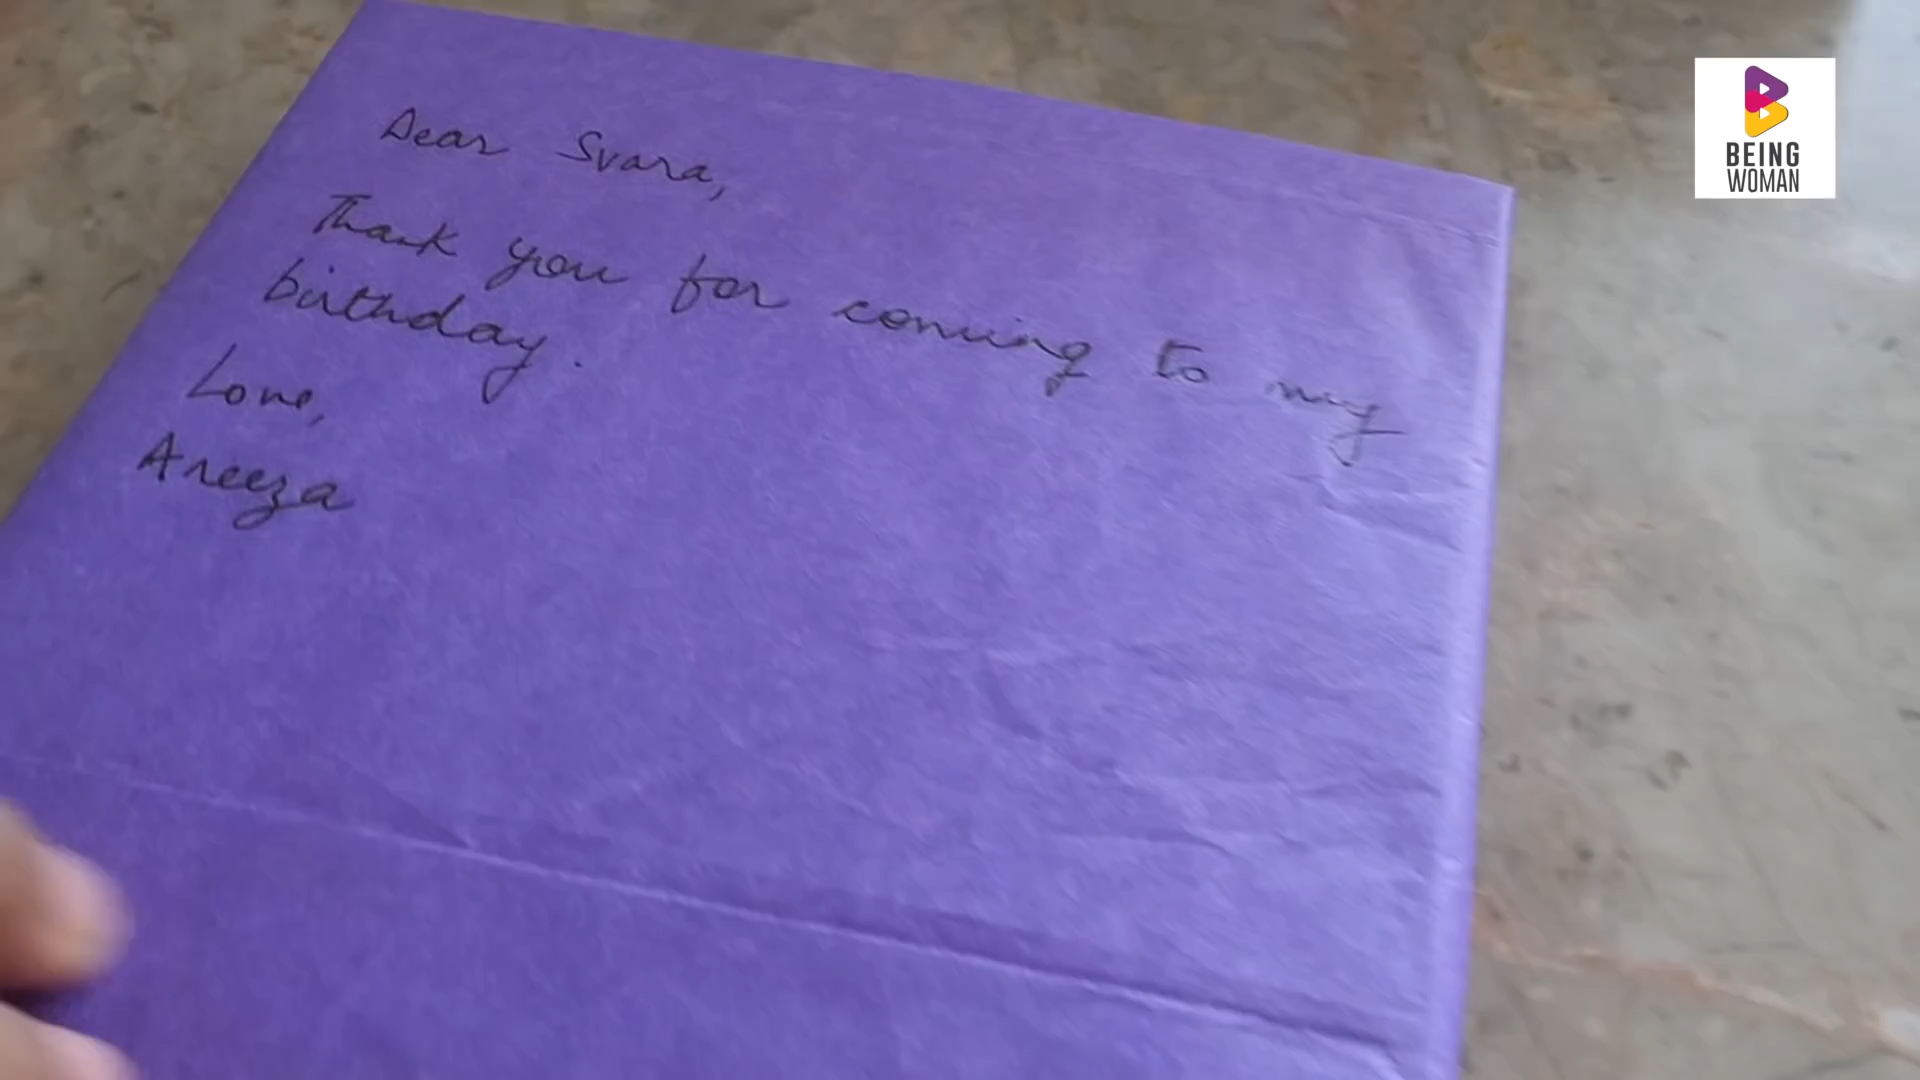 Dear Svara,
Thank you for coming to my
birthday.
Love,
Areeza
BEING
WOMAN